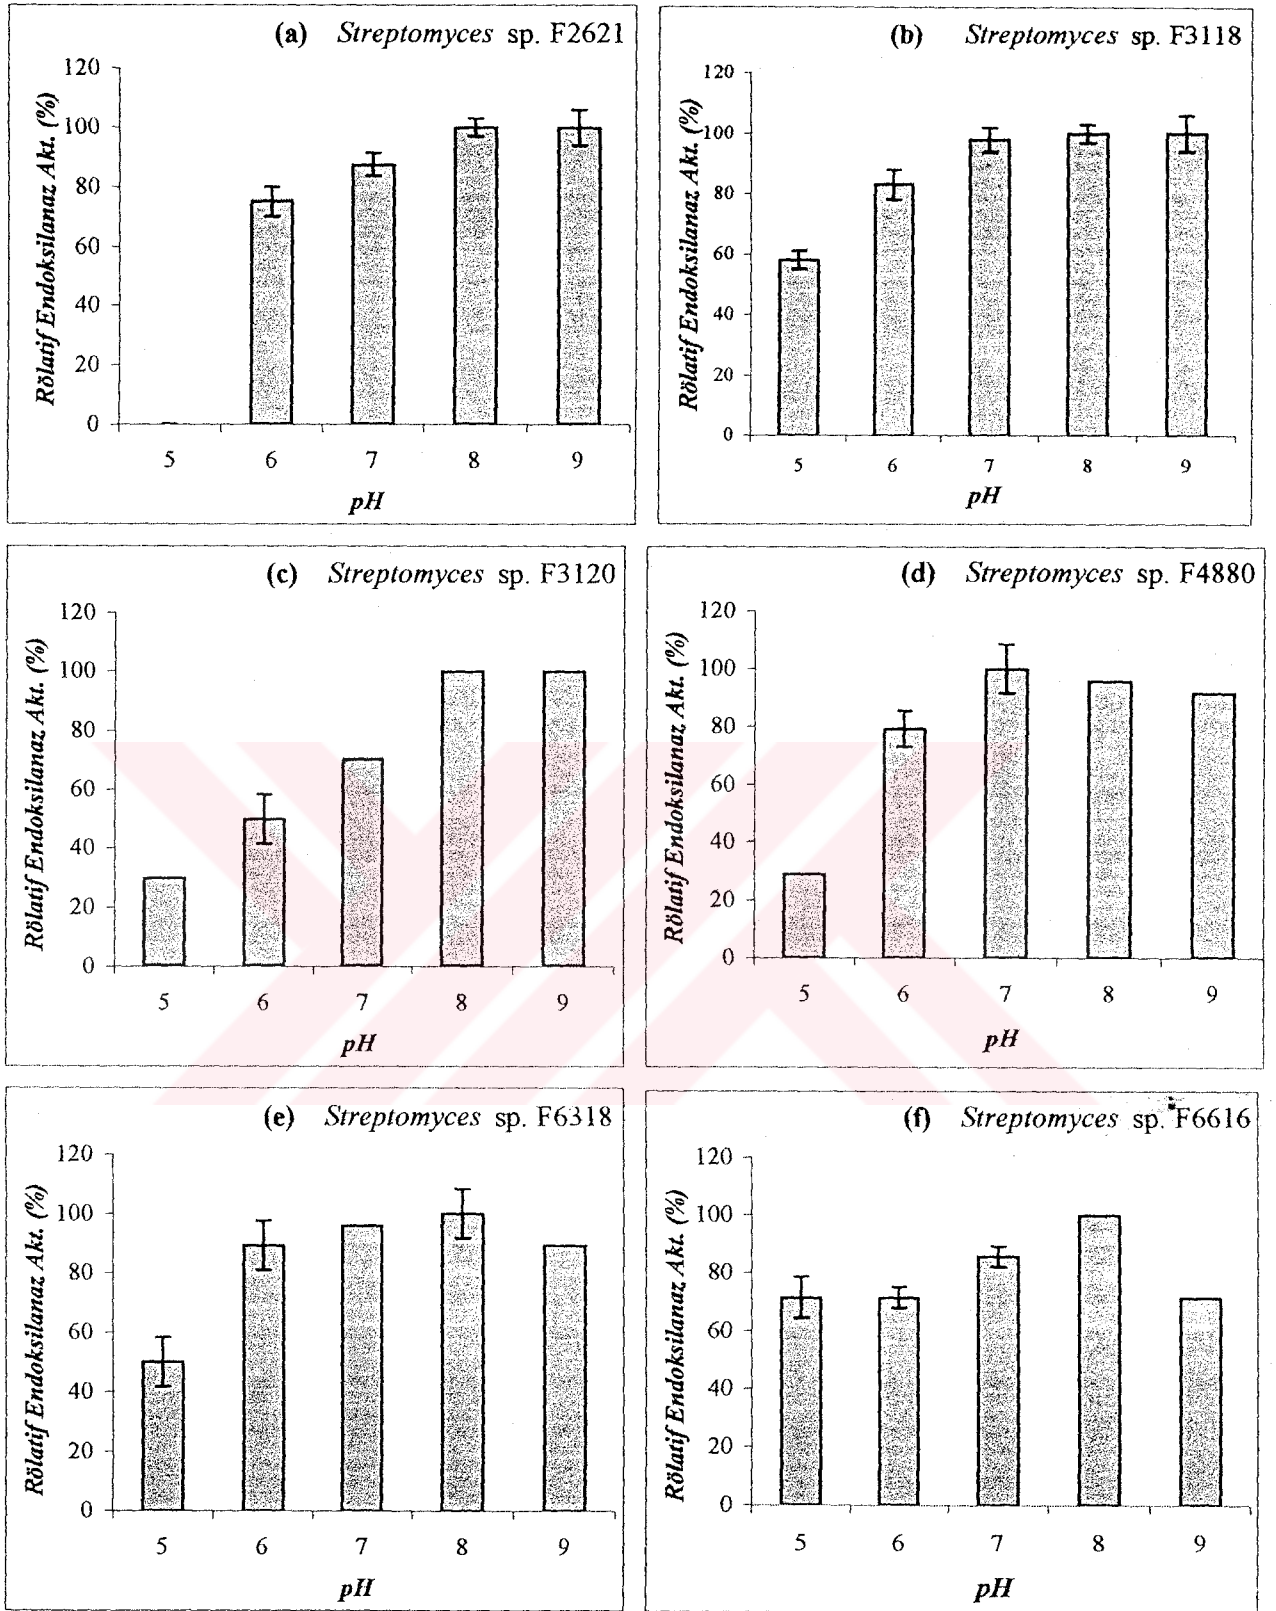 (a) Streptomyces sp. F2621
Rölatif Endoksilanaz Akt. (%)
120
100
80
60
40
20
0
5 6 7 8 9
pH
(b) Streptomyces sp. F3118
Rölatif Endoksilanaz Akt. (%)
120
100
80
60
40
20
0
5 6 7 8 9
pH
(c) Streptomyces sp. F3120
Rölatif Endoksilanaz Akt. (%)
120
100
80
60
40
20
0
5 6 7 8 9
pH
(d) Streptomyces sp. F4880
Rölatif Endoksilanaz Akt. (%)
120
100
80
60
40
20
0
5 6 7 8 9
pH
(e) Streptomyces sp. F6318
Rölatif Endoksilanaz Akt. (%)
120
100
80
60
40
20
0
5 6 7 8 9
pH
(f) Streptomyces sp. F6616
Rölatif Endoksilanaz Akt. (%)
120
100
80
60
40
20
0
5 6 7 8 9
pH